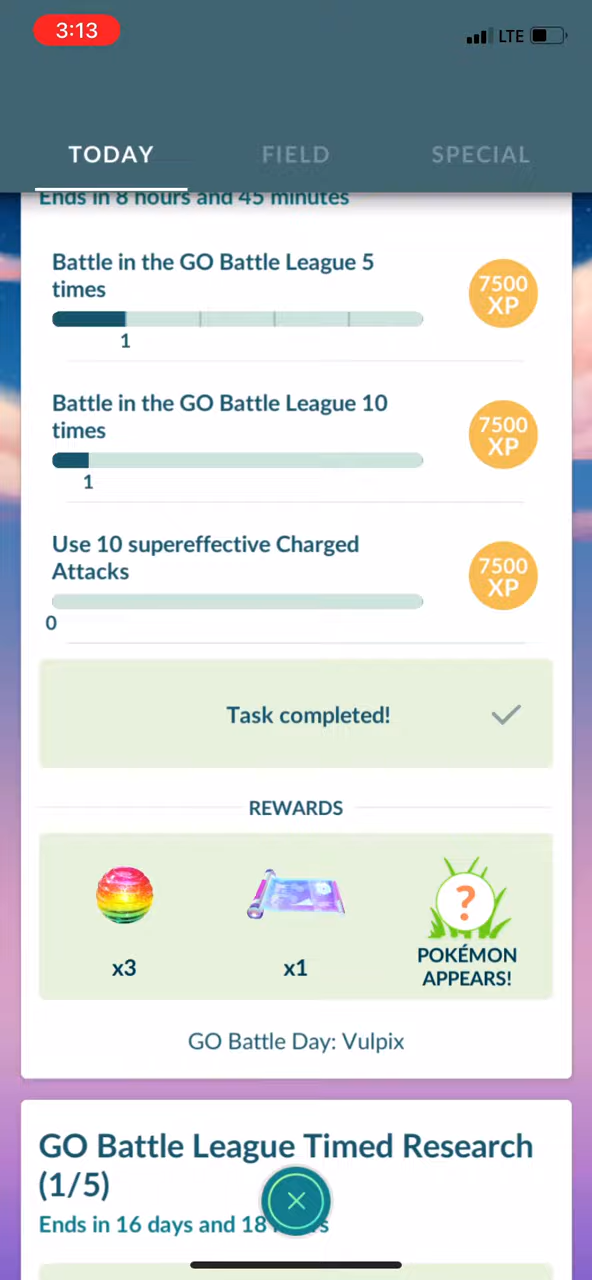 3:13
LTE
TODAY
FIELD
SPECIAL
Ends in 8 hours and 45 minutes
Battle in the GO Battle League 5
times
7500
XP
1
Battle in the GO Battle League 10
times
7500
XP
1
Use 10 supereffective Charged
Attacks
7500
XP
0
Task completed!
REWARDS
?
x3
x1
POKÉMON
APPEARS!
GO Battle Day: Vulpix
GO Battle League Timed Research
(1/5)
Ends in 16 days and 18